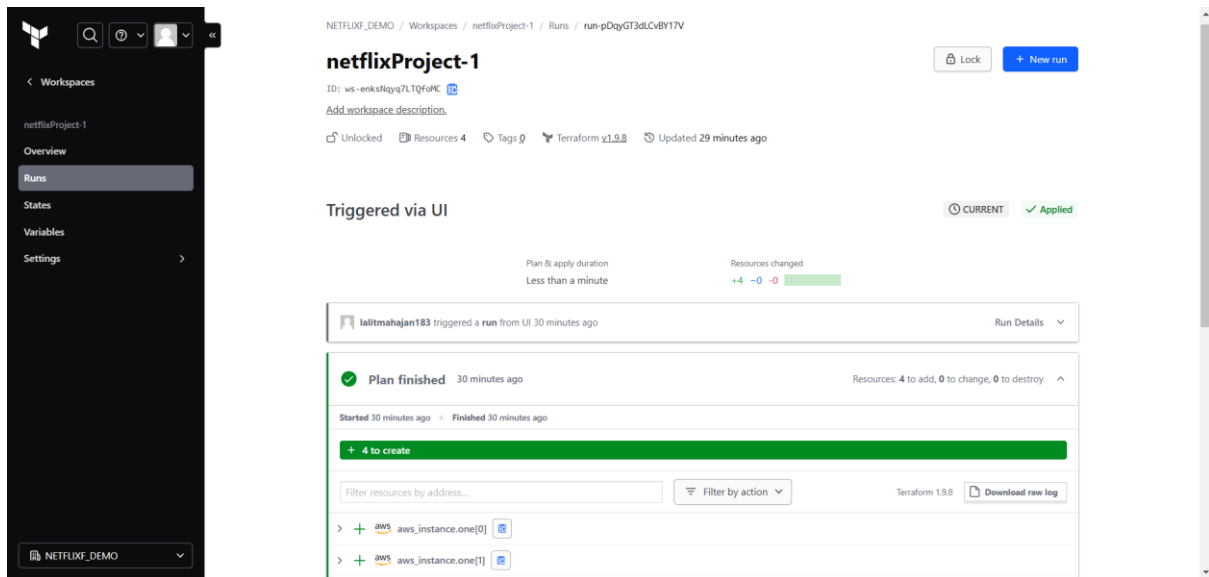 NETFLIXF_DEMO / Workspaces / netflixProject-1 / Runs / run-pDqyGT3dLCvBY17V
«
Workspaces
netflixProject-1
Overview
Runs
States
Variables
Settings
NETFLIXF_DEMO
netflixProject-1
Lock
+ New run
ID: ws-enksNqyq7LTQfoMC
Add workspace description.
Unlocked Resources 4 Tags 0 Terraform v1.9.8 Updated 29 minutes ago
Triggered via UI
CURRENT Applied
Plan & apply duration Resources changed
Less than a minute +4 ~0 -0
lalitmahajan183 triggered a run from UI 30 minutes ago Run Details
Plan finished 30 minutes ago Resources: 4 to add, 0 to change, 0 to destroy
Started 30 minutes ago Finished 30 minutes ago
+ 4 to create
Filter resources by address... Filter by action Terraform 1.9.8 Download raw log
+ aws aws_instance.one[0]
+ aws aws_instance.one[1]